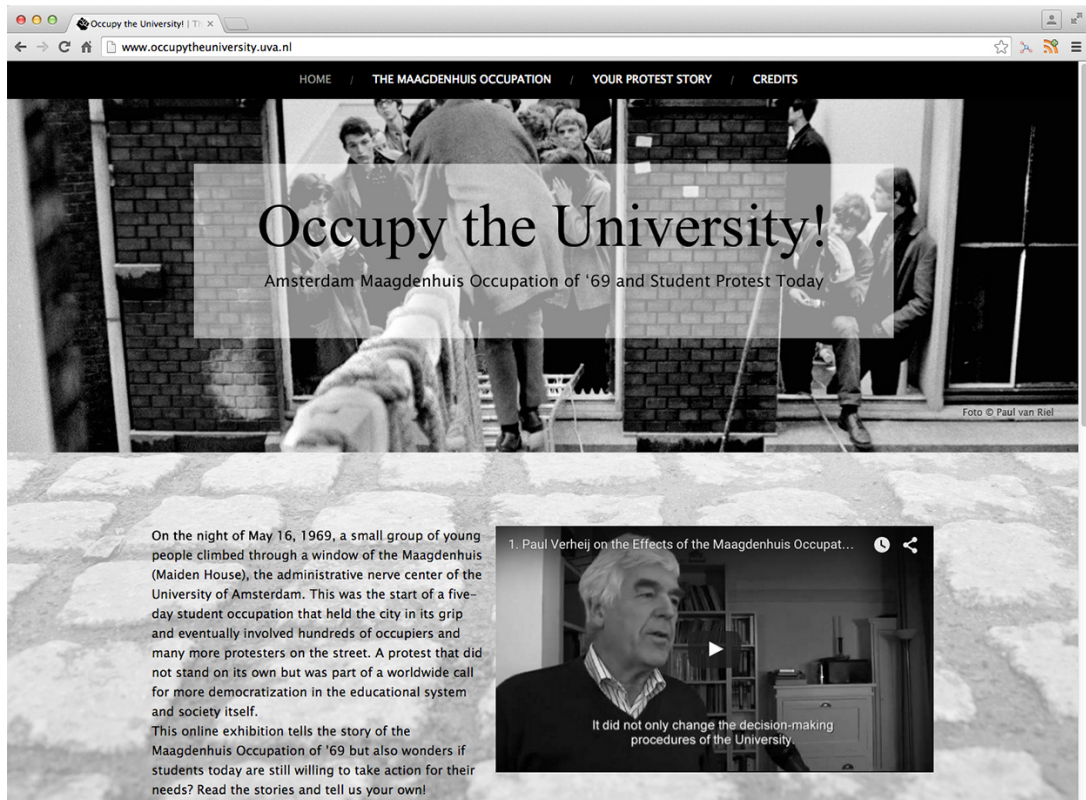 Occupy the University! | Th
www.occupytheuniversity.uva.nl
HOME / THE MAAGDENHUIS OCCUPATION / YOUR PROTEST STORY / CREDITS
Occupy the University!
Amsterdam Maagdenhuis Occupation of ‘69 and Student Protest Today
Foto © Paul van Riel
On the night of May 16, 1969, a small group of young
people climbed through a window of the Maagdenhuis
(Maiden House), the administrative nerve center of the
University of Amsterdam. This was the start of a five-
day student occupation that held the city in its grip
and eventually involved hundreds of occupiers and
many more protesters on the street. A protest that did
not stand on its own but was part of a worldwide call
for more democratization in the educational system
and society itself.
This online exhibition tells the story of the
Maagdenhuis Occupation of '69 but also wonders if
students today are still willing to take action for their
needs? Read the stories and tell us your own!
1. Paul Verheij on the Effects of the Maagdenhuis Occupat...
It did not only change the decision-making
procedures of the University.